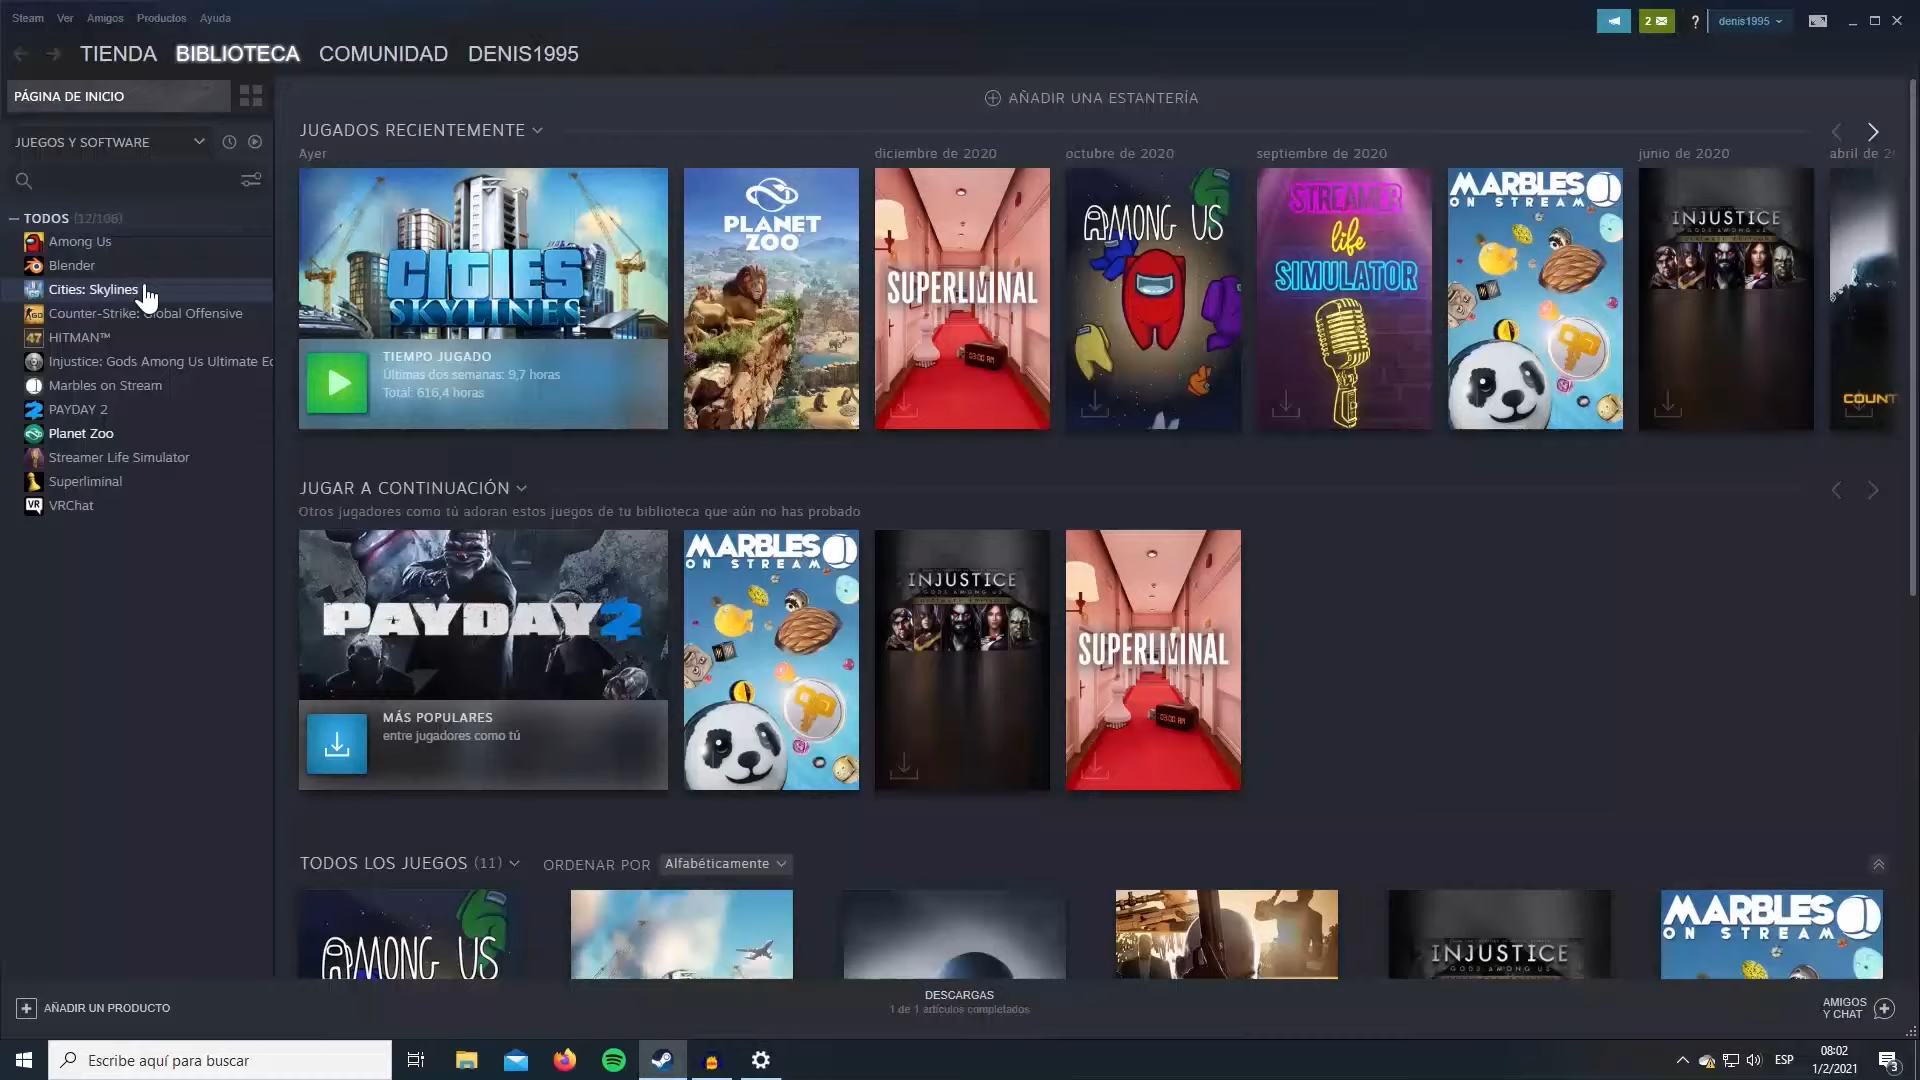 Steam Ver Amigos Productos Ayuda
2
?
denis1995
TIENDA BIBLIOTECA COMUNIDAD DENIS1995
PÁGINA DE INICIO
JUEGOS Y SOFTWARE
TODOS (12/106)
Among Us
Blender
Cities: Skylines
Counter-Strike: Global Offensive
HITMAN™
Injustice: Gods Among Us Ultimate Ed
Marbles on Stream
PAYDAY 2
Planet Zoo
Streamer Life Simulator
Superliminal
VRChat
AÑADIR UNA ESTANTERÍA
JUGADOS RECIENTEMENTE
Ayer
diciembre de 2020
octubre de 2020
septiembre de 2020
junio de 2020
abril de 2
CITIES
SKYLINES
TIEMPO JUGADO
Últimas dos semanas: 9,7 horas
Total: 616,4 horas
PLANET
ZOO
SUPERLIMINAL
AMONG US
STREAMER
life
SIMULATOR
MARBLES
ON STREAM
INJUSTICE
COUNT
JUGAR A CONTINUACIÓN
Otros jugadores como tú adoran estos juegos de tu biblioteca que aún no has probado
PAYDAY 2
MÁS POPULARES
entre jugadores como tú
MARBLES
ON STREAM
INJUSTICE
SUPERLIMINAL
TODOS LOS JUEGOS (11)
ORDENAR POR Alfabéticamente
AMONG US
INJUSTICE
MARBLES
ON STREAM
AÑADIR UN PRODUCTO
DESCARGAS
1 de 1 artículos completados
AMIGOS
Y CHAT
Escribe aquí para buscar
ESP
08:02
1/2/2021
3